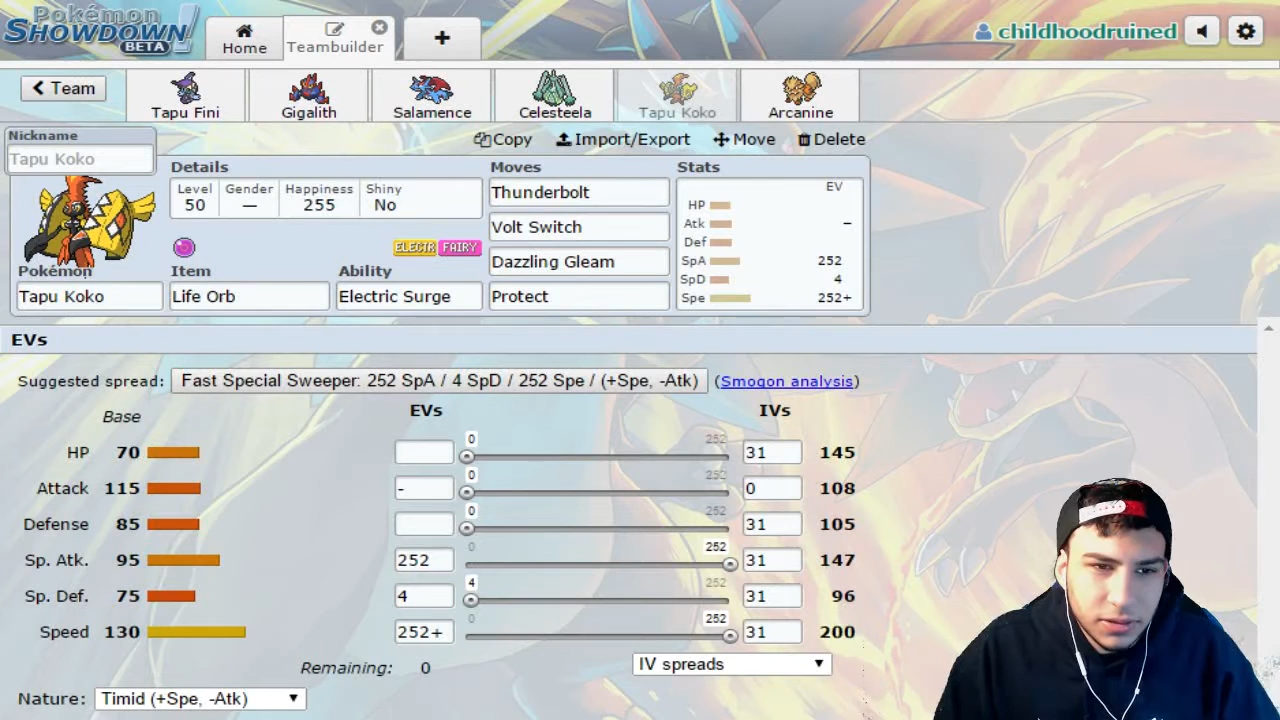 Pokémon
SHOWDOWN!
BETA
Home
Teambuilder
+
childhoodruined
Team
Tapu Fini
Gigalith
Salamence
Celesteela
Tapu Koko
Arcanine
Nickname
Tapu Koko
Copy
Import/Export
Move
Delete
Details
Level
50
Gender
—
Happiness
255
Shiny
No
ELECTR FAIRY
Pokémon
Tapu Koko
Item
Life Orb
Ability
Electric Surge
Moves
Thunderbolt
Volt Switch
Dazzling Gleam
Protect
Stats
EV
HP
Atk –
Def
SpA 252
SpD 4
Spe 252+
EVs
Suggested spread: Fast Special Sweeper: 252 SpA / 4 SpD / 252 Spe / (+Spe, -Atk) (Smogon analysis)
Base EVs IVs
HP 70 0 252 31 145
Attack 115 - 0 252 0 108
Defense 85 0 252 31 105
Sp. Atk. 95 252 0 252 31 147
Sp. Def. 75 4 4 252 31 96
Speed 130 252+ 0 252 31 200
Remaining: 0
IV spreads
Nature: Timid (+Spe, -Atk)